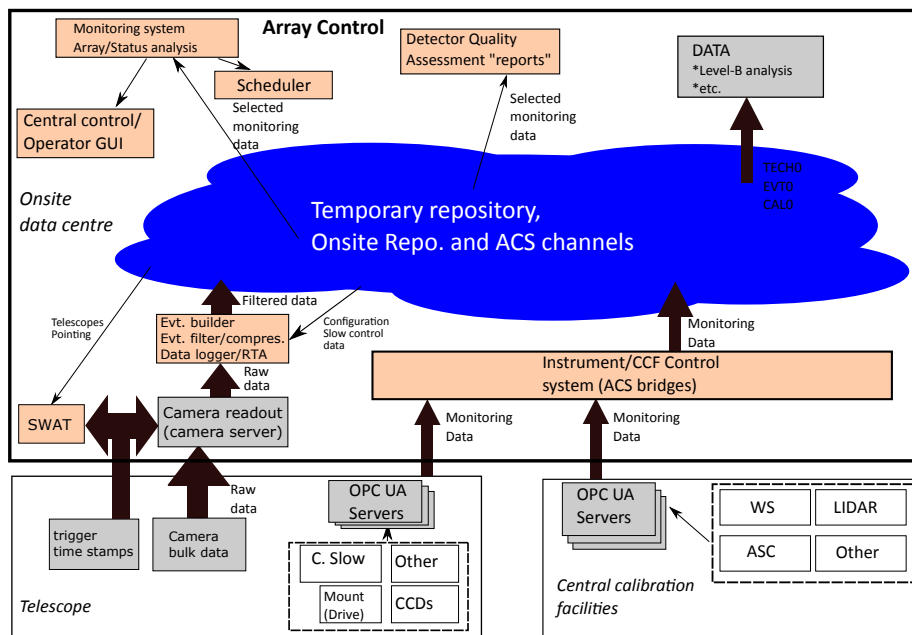 Array Control
Monitoring system
Array/Status analysis
Scheduler
Central control/
Operator GUI
Selected
monitoring
data
Detector Quality
Assessment "reports"
Selected
monitoring
data
DATA
*Level-B analysis
*etc.
TECH0
EVT0
CAL0
Onsite
data centre
Temporary repository,
Onsite Repo. and ACS channels
Telescopes
Pointing
Filtered data
Evt. builder
Evt. filter/compres.
Data logger/RTA
Configuration
Slow control
data
Raw
data
Monitoring
Data
Instrument/CCF Control
system (ACS bridges)
SWAT
Camera readout
(camera server)
Monitoring
Data
Monitoring
Data
Raw
data
trigger
time stamps
Camera
bulk data
OPC UA
Servers
C. Slow
Other
Mount
(Drive)
CCDs
Telescope
OPC UA
Servers
WS
LIDAR
ASC
Other
Central calibration
facilities